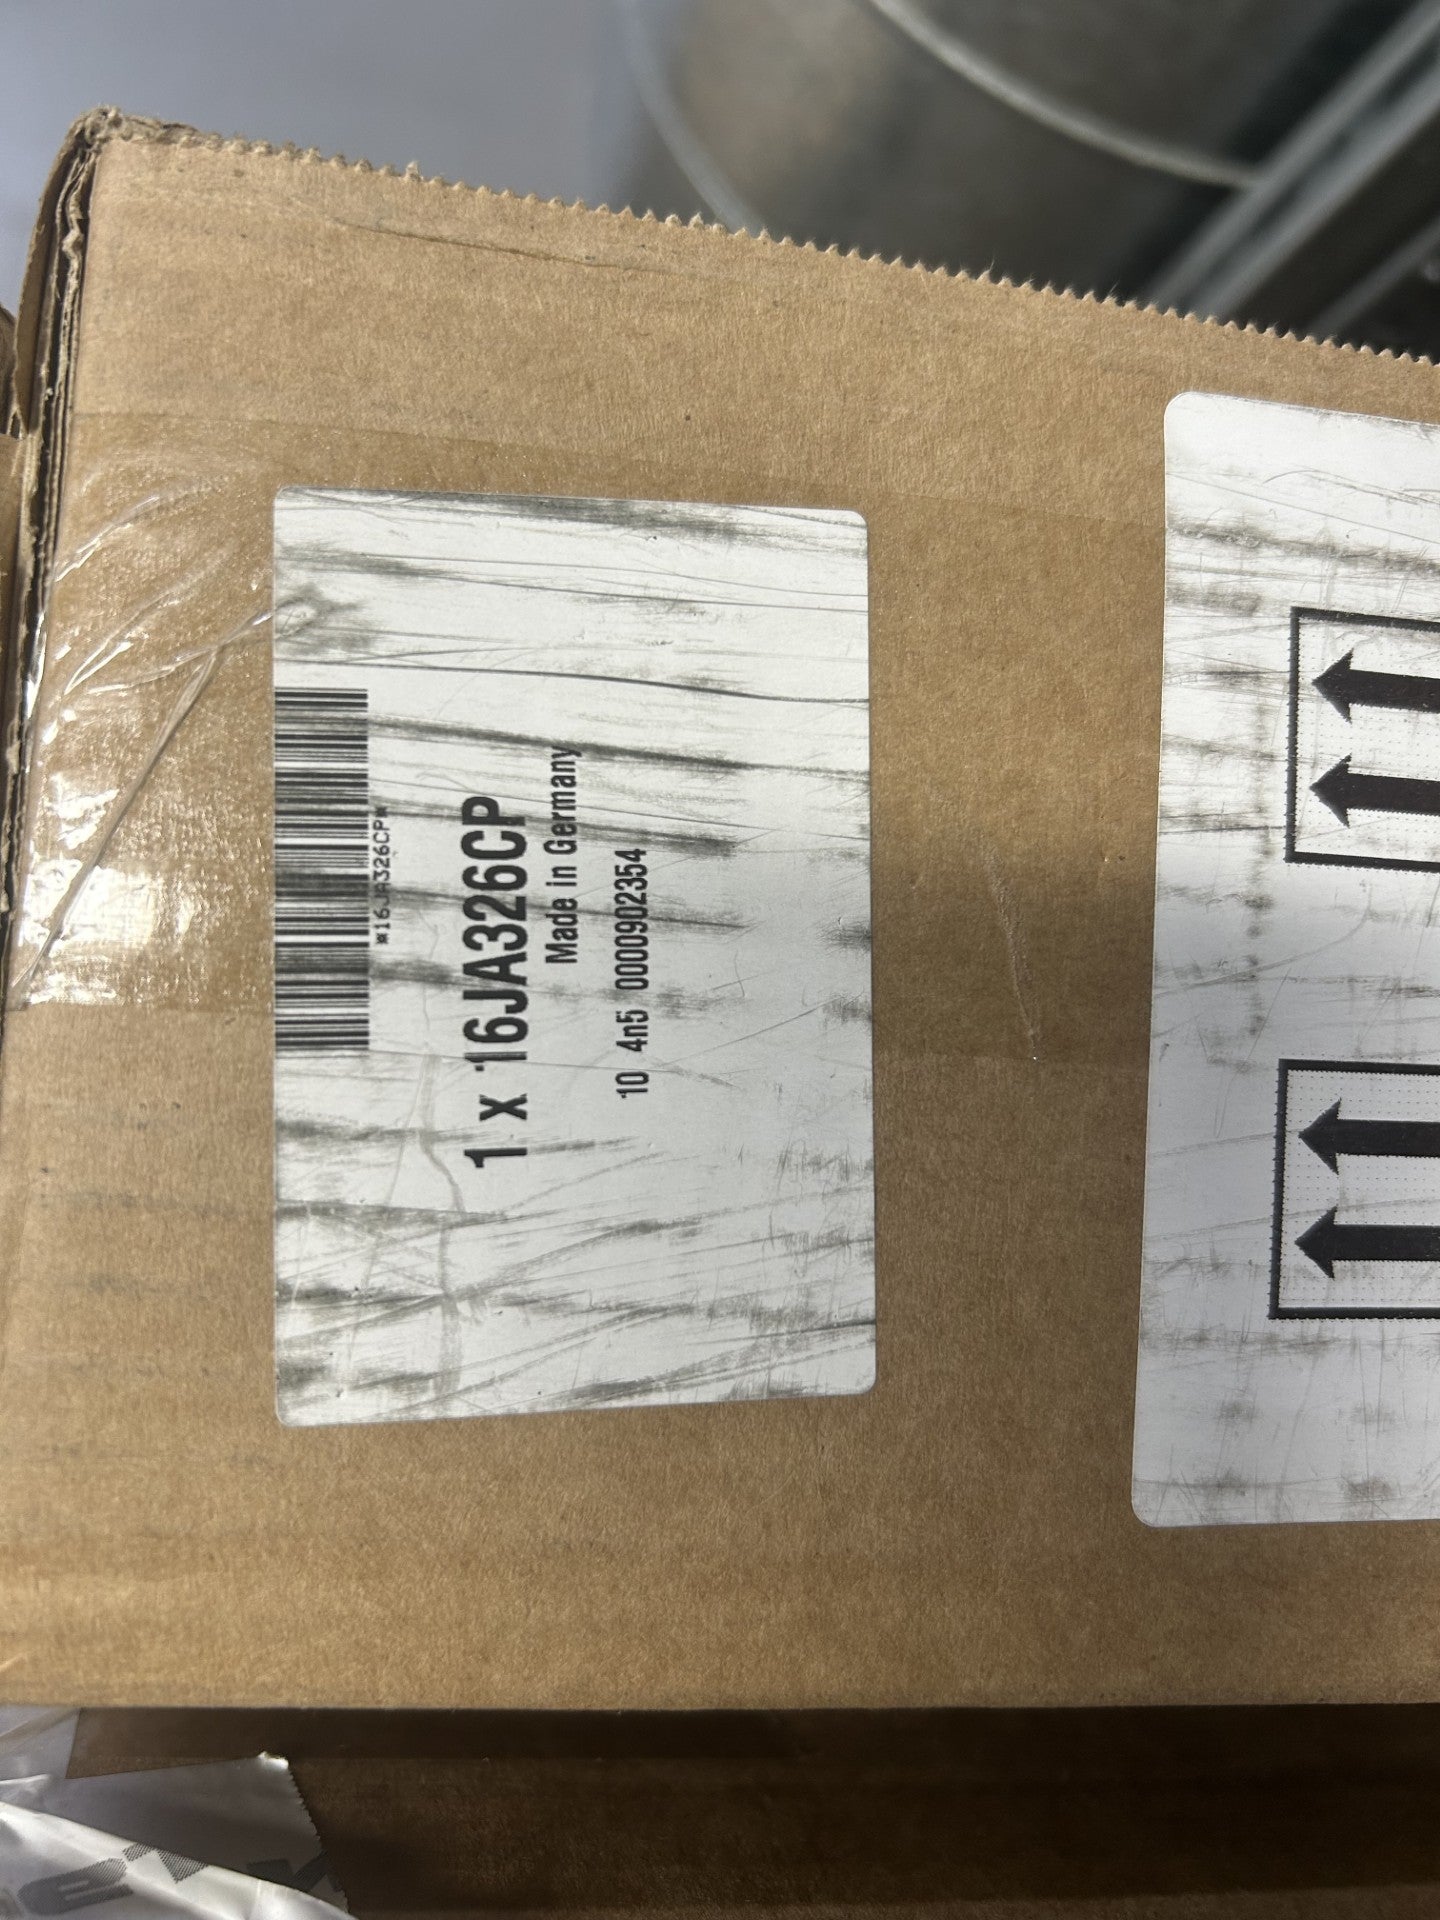 *16JA326CP*
1 x 16JA326CP
Made in Germany
10 4n5 0000902354